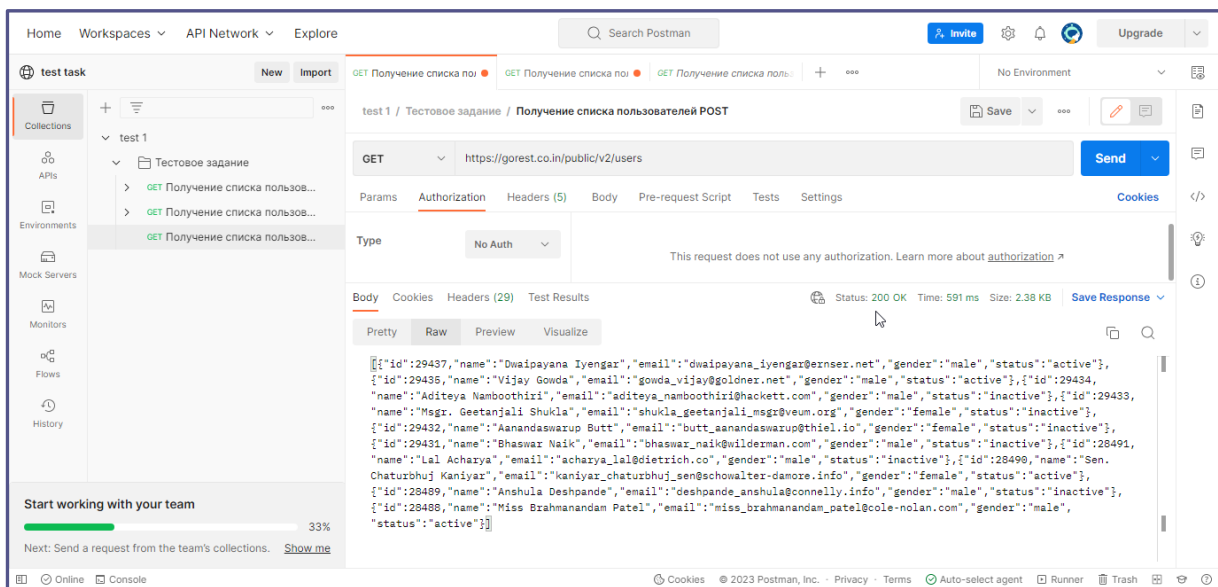 Home Workspaces API Network Explore Search Postman Invite Upgrade
test task New Import GET Получение списка пол GET Получение списка пол GET Получение списка польз No Environment
Collections
APIs
Environments
Mock Servers
Monitors
Flows
History
test 1
Тестовое задание
GET Получение списка пользов...
GET Получение списка пользов...
GET Получение списка пользов...
Start working with your team
33%
Next: Send a request from the team's collections. Show me
test 1 / Тестовое задание / Получение списка пользователей POST Save
GET https://gorest.co.in/public/v2/users Send
Params Authorization Headers (5) Body Pre-request Script Tests Settings Cookies
Type No Auth
This request does not use any authorization. Learn more about authorization
Body Cookies Headers (29) Test Results Status: 200 OK Time: 591 ms Size: 2.38 KB Save Response
Pretty Raw Preview Visualize
[{"id":29437,"name":"Dwaipayana Iyengar","email":"dwaipayana_iyengar@ernser.net","gender":"male","status":"active"},
{"id":29435,"name":"Vijay Gowda","email":"gowda_vijay@goldner.net","gender":"male","status":"active"},{"id":29434,
"name":"Aditeya Namboothiri","email":"aditeya_namboothiri@hackett.com","gender":"male","status":"inactive"},{"id":29433,
"name":"Msgr. Geetanjali Shukla","email":"shukla_geetanjali_msgr@veum.org","gender":"female","status":"inactive"},
{"id":29432,"name":"Aanandaswarup Butt","email":"butt_aanandaswarup@thiel.io","gender":"female","status":"inactive"},
{"id":29431,"name":"Bhaswar Naik","email":"bhaswar_naik@wilderman.com","gender":"male","status":"inactive"},{"id":28491,
"name":"Lal Acharya","email":"acharya_lal@dietrich.co","gender":"male","status":"inactive"},{"id":28490,"name":"Sen.
Chaturbhuj Kaniyar","email":"kaniyar_chaturbhuj_sen@schowalter-damore.info","gender":"female","status":"active"},
{"id":28489,"name":"Anshula Deshpande","email":"deshpande_anshula@connelly.info","gender":"male","status":"inactive"},
{"id":28488,"name":"Miss Brahmanandam Patel","email":"miss_brahmanandam_patel@cole-nolan.com","gender":"male",
"status":"active"}]
Online Console Cookies © 2023 Postman, Inc. - Privacy - Terms Auto-select agent Runner Trash